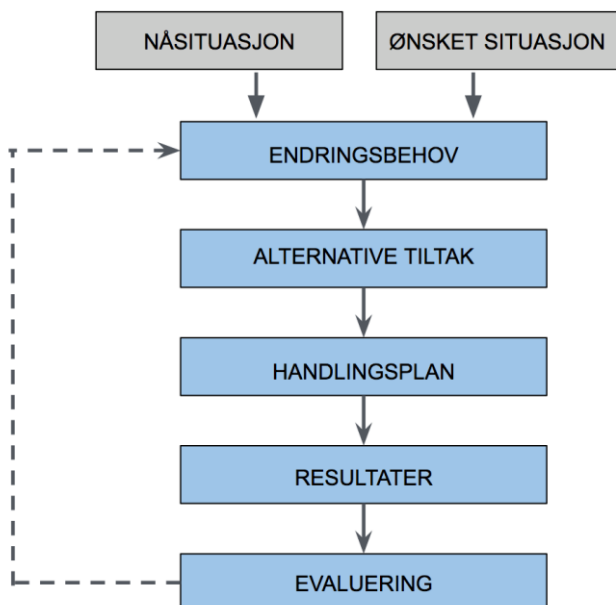 NÅSITUASJON
ØNSKET SITUASJON
ENDRINGSBEHOV
ALTERNATIVE TILTAK
HANDLINGSPLAN
RESULTATER
EVALUERING